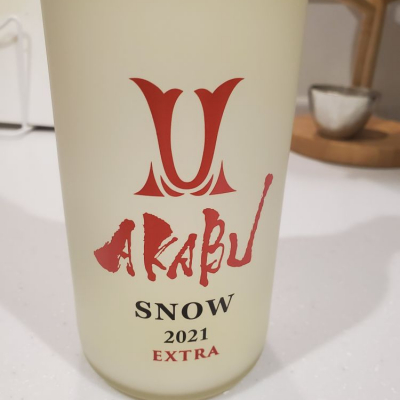 AKABU
SNOW
2021
EXTRA